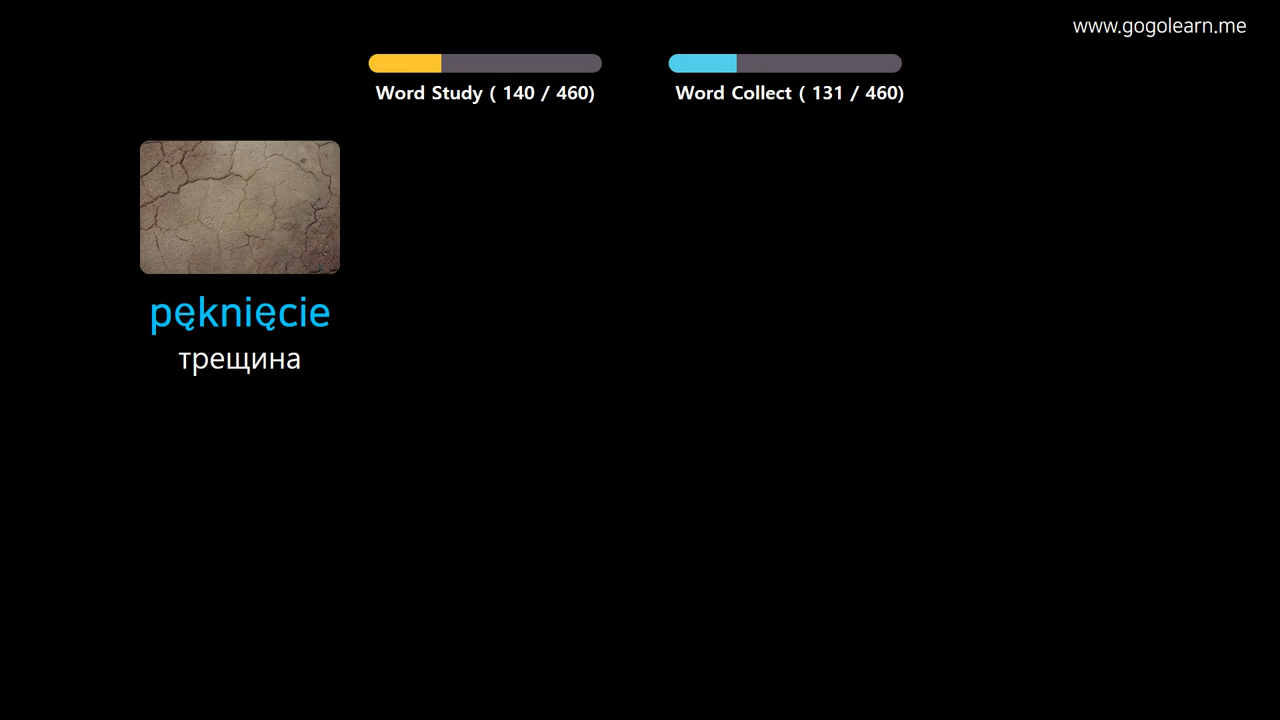 www.gogolearn.me
Word Study ( 140 / 460)
Word Collect ( 131 / 460)
pęknięcie
трещина